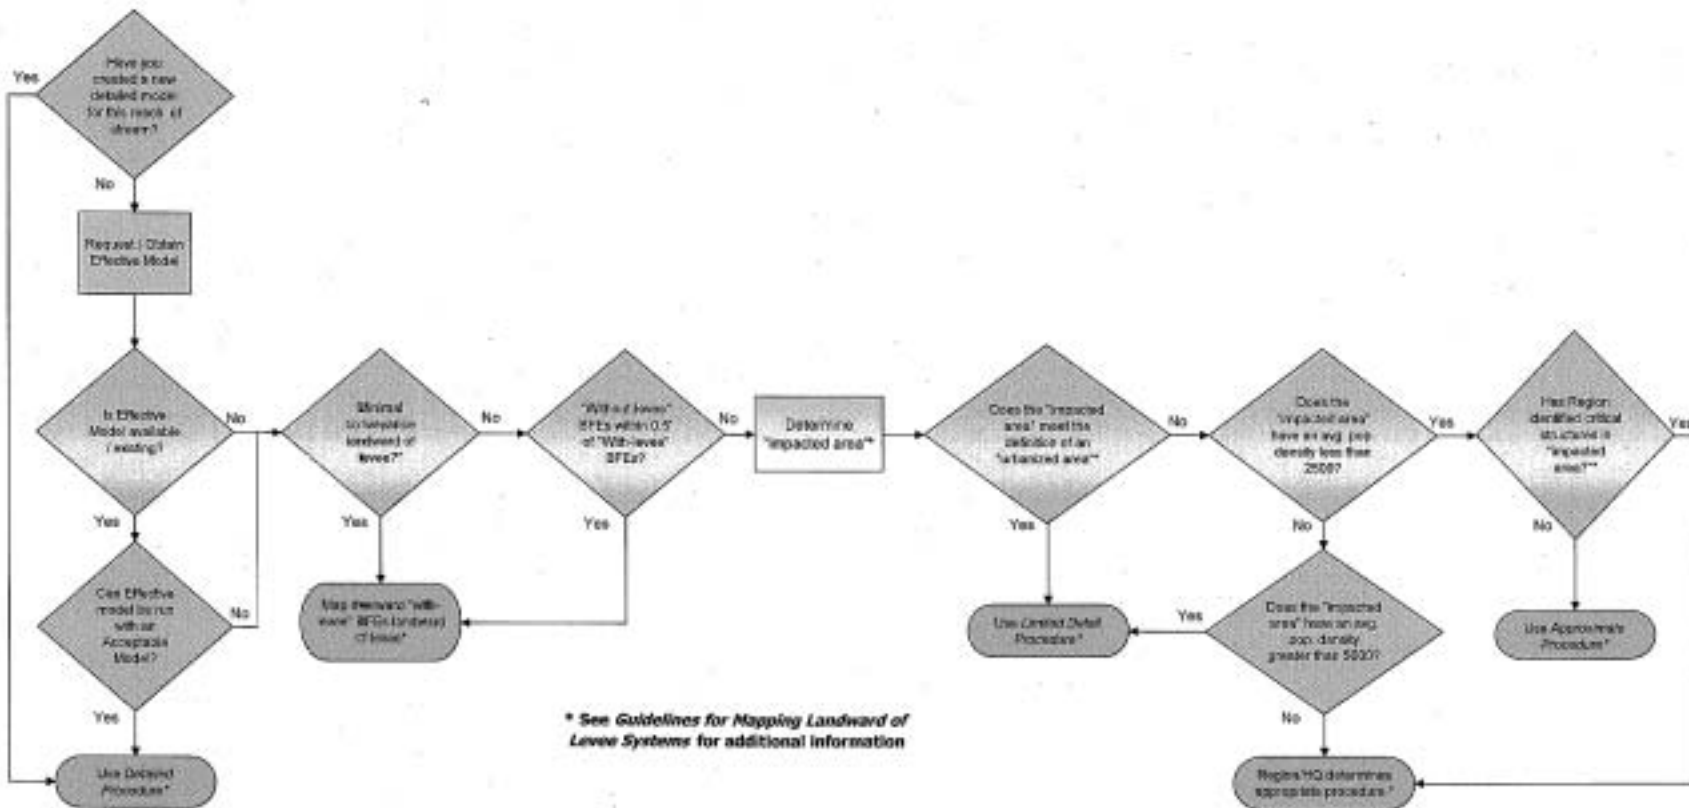 Have you
created a new
detailed model
for this reach of
stream?
Yes
No
Request / Obtain
Effective Model
Is Effective
Model available
/ existing?
No
Yes
Can Effective
model be run
with an
Acceptable
Model?
No
Yes
Use Detailed
Procedure*
Minimal
landward of
levee?*
No
Yes
Map "with-
levee" BFEs landward
of levee*
"Without levee"
BFEs within 0.5'
of "With-levee"
BFEs?
No
Yes
Determine
"impacted area"*
Does the "impacted
area" meet the
definition of an
"urbanized area"*
No
Yes
Use Limited Detail
Procedure*
Does the
"impacted area"
have an avg. pop.
density less than
2500?
Yes
No
Does the "impacted
area" have an avg.
pop. density
greater than 5000?
Yes
No
Region/HQ determines
appropriate procedure.*
Has Region
identified critical
structures in
"impacted
area?"*
Yes
No
Use Approximate
Procedure*
* See Guidelines for Mapping Landward of
Levee Systems for additional information